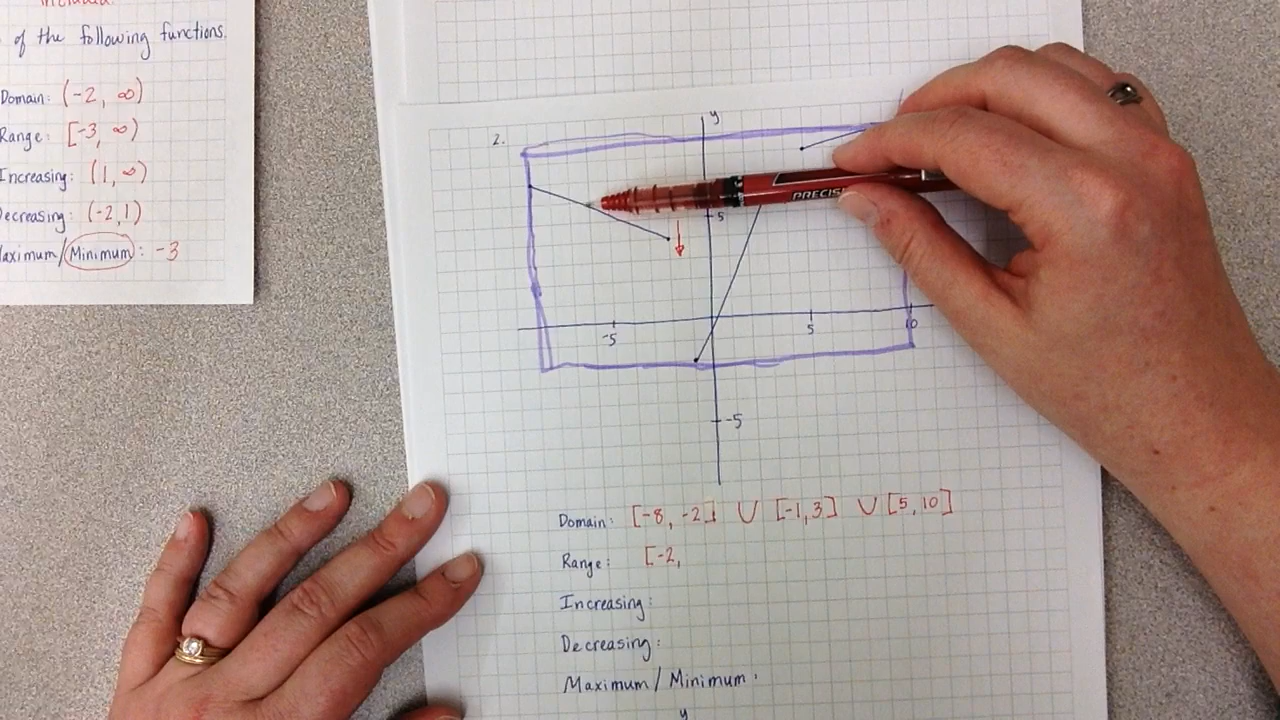 of the following functions.
Domain: (-2, ∞)
Range: [-3, ∞)
Increasing: (1, ∞)
Decreasing: (-2,1)
Maximum/Minimum: -3
2.
y
5
-5
5
10
-5
PRECIS
Domain: [-8, -2] ∪ [-1,3] ∪ [5,10]
Range: [-2,
Increasing:
Decreasing:
Maximum / Minimum:
y